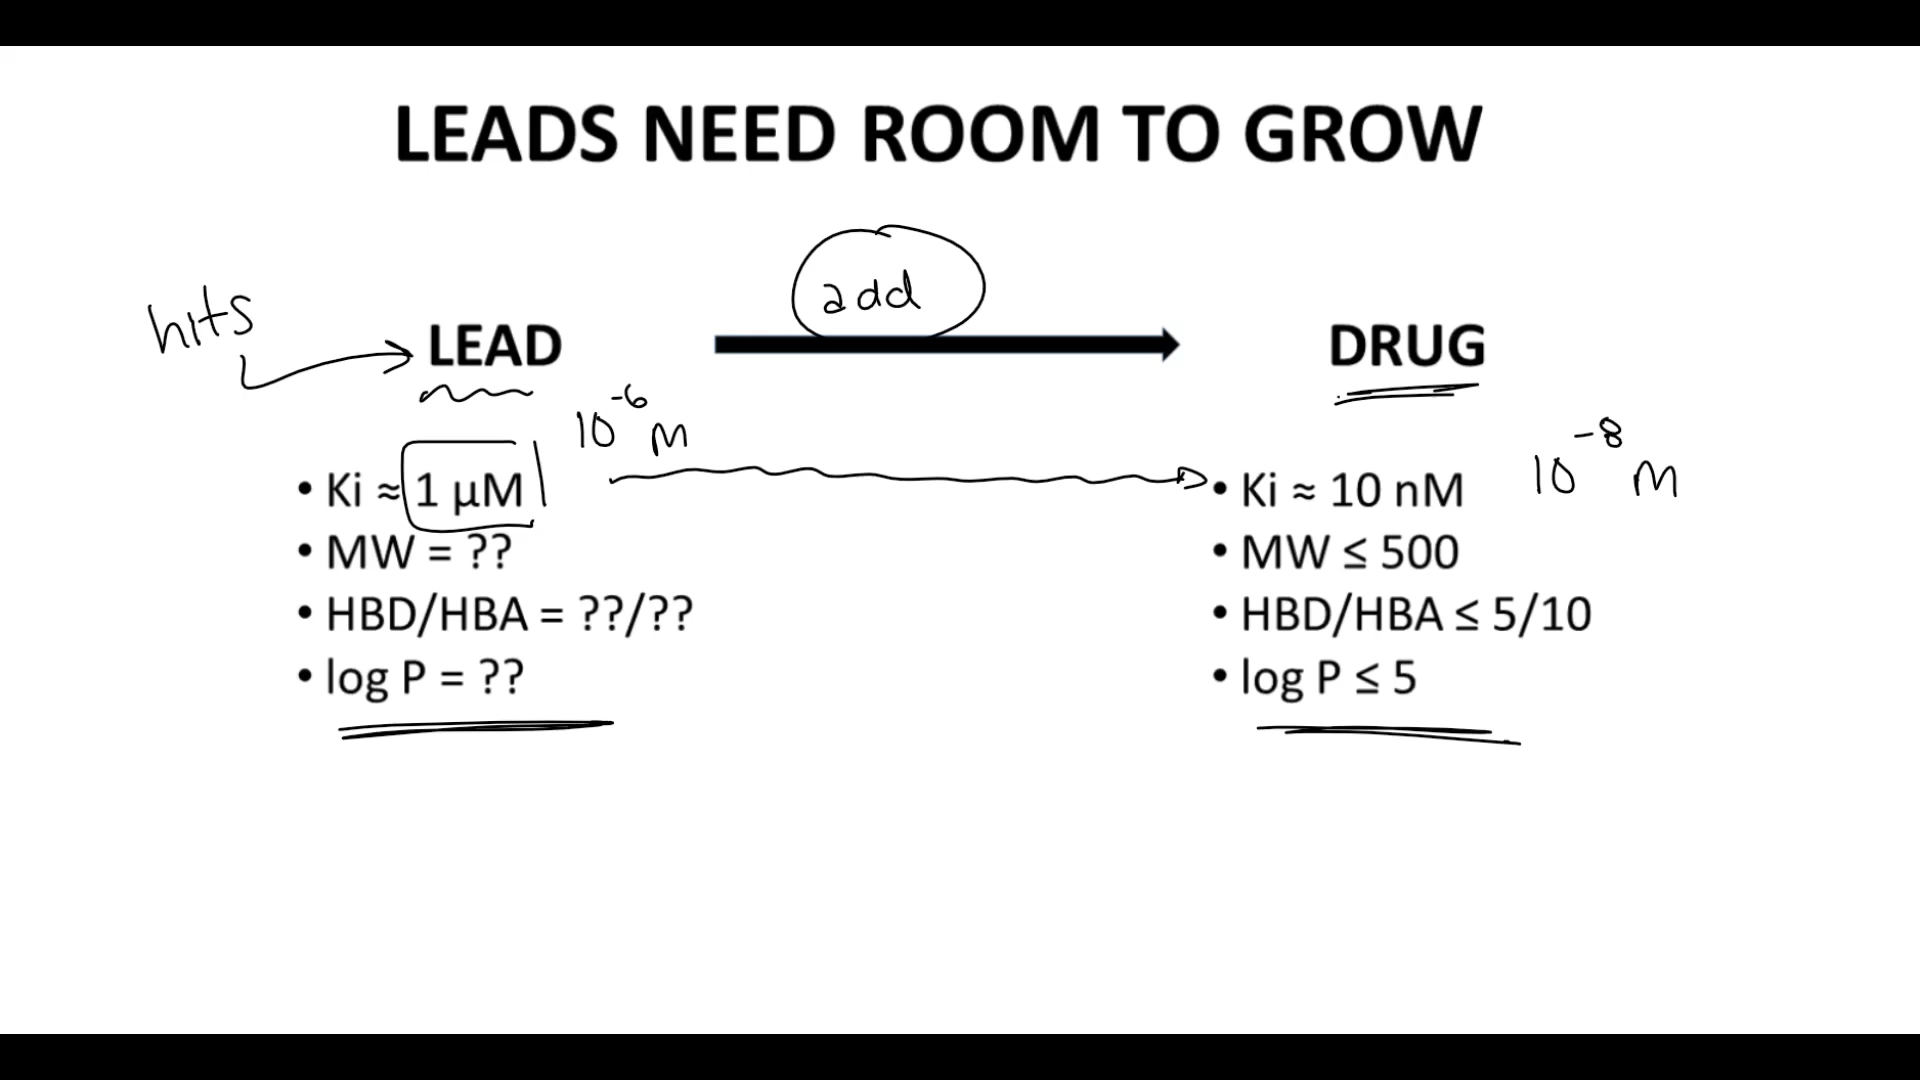 LEADS NEED ROOM TO GROW
hits
add
LEAD
DRUG
10⁻⁶ M
10⁻⁸ M
• Ki ≈ 1 µM
• MW = ??
• HBD/HBA = ??/??
• log P = ??
• Ki ≈ 10 nM
• MW ≤ 500
• HBD/HBA ≤ 5/10
• log P ≤ 5